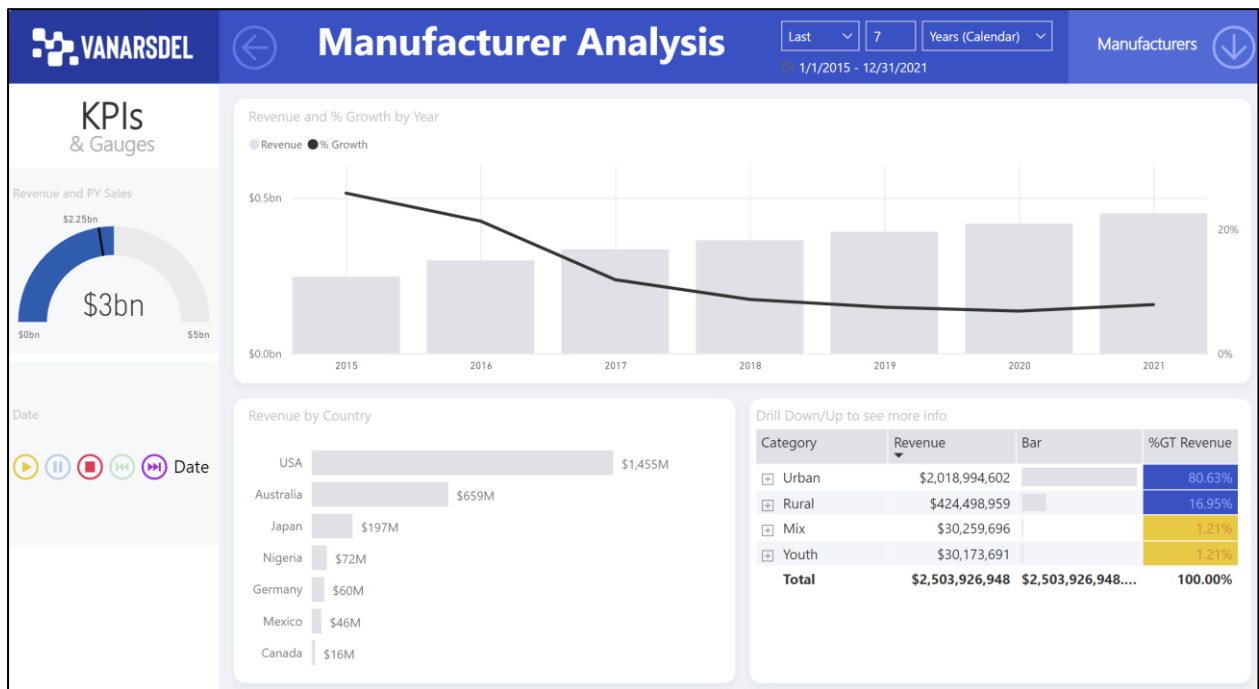 VANARSDEL
Manufacturer Analysis
Last 7 Years (Calendar)
1/1/2015 - 12/31/2021
Manufacturers
KPIs
& Gauges
Revenue and PY Sales
$2.25bn
$3bn
$0bn $5bn
Date
Date
Revenue and % Growth by Year
Revenue % Growth
$0.5bn
20%
$0.0bn 0%
2015 2016 2017 2018 2019 2020 2021
Revenue by Country
USA $1,455M
Australia $659M
Japan $197M
Nigeria $72M
Germany $60M
Mexico $46M
Canada $16M
Drill Down/Up to see more info
Category Revenue Bar %GT Revenue
Urban $2,018,994,602 80.63%
Rural $424,498,959 16.95%
Mix $30,259,696 1.21%
Youth $30,173,691 1.21%
Total $2,503,926,948 $2,503,926,948.... 100.00%